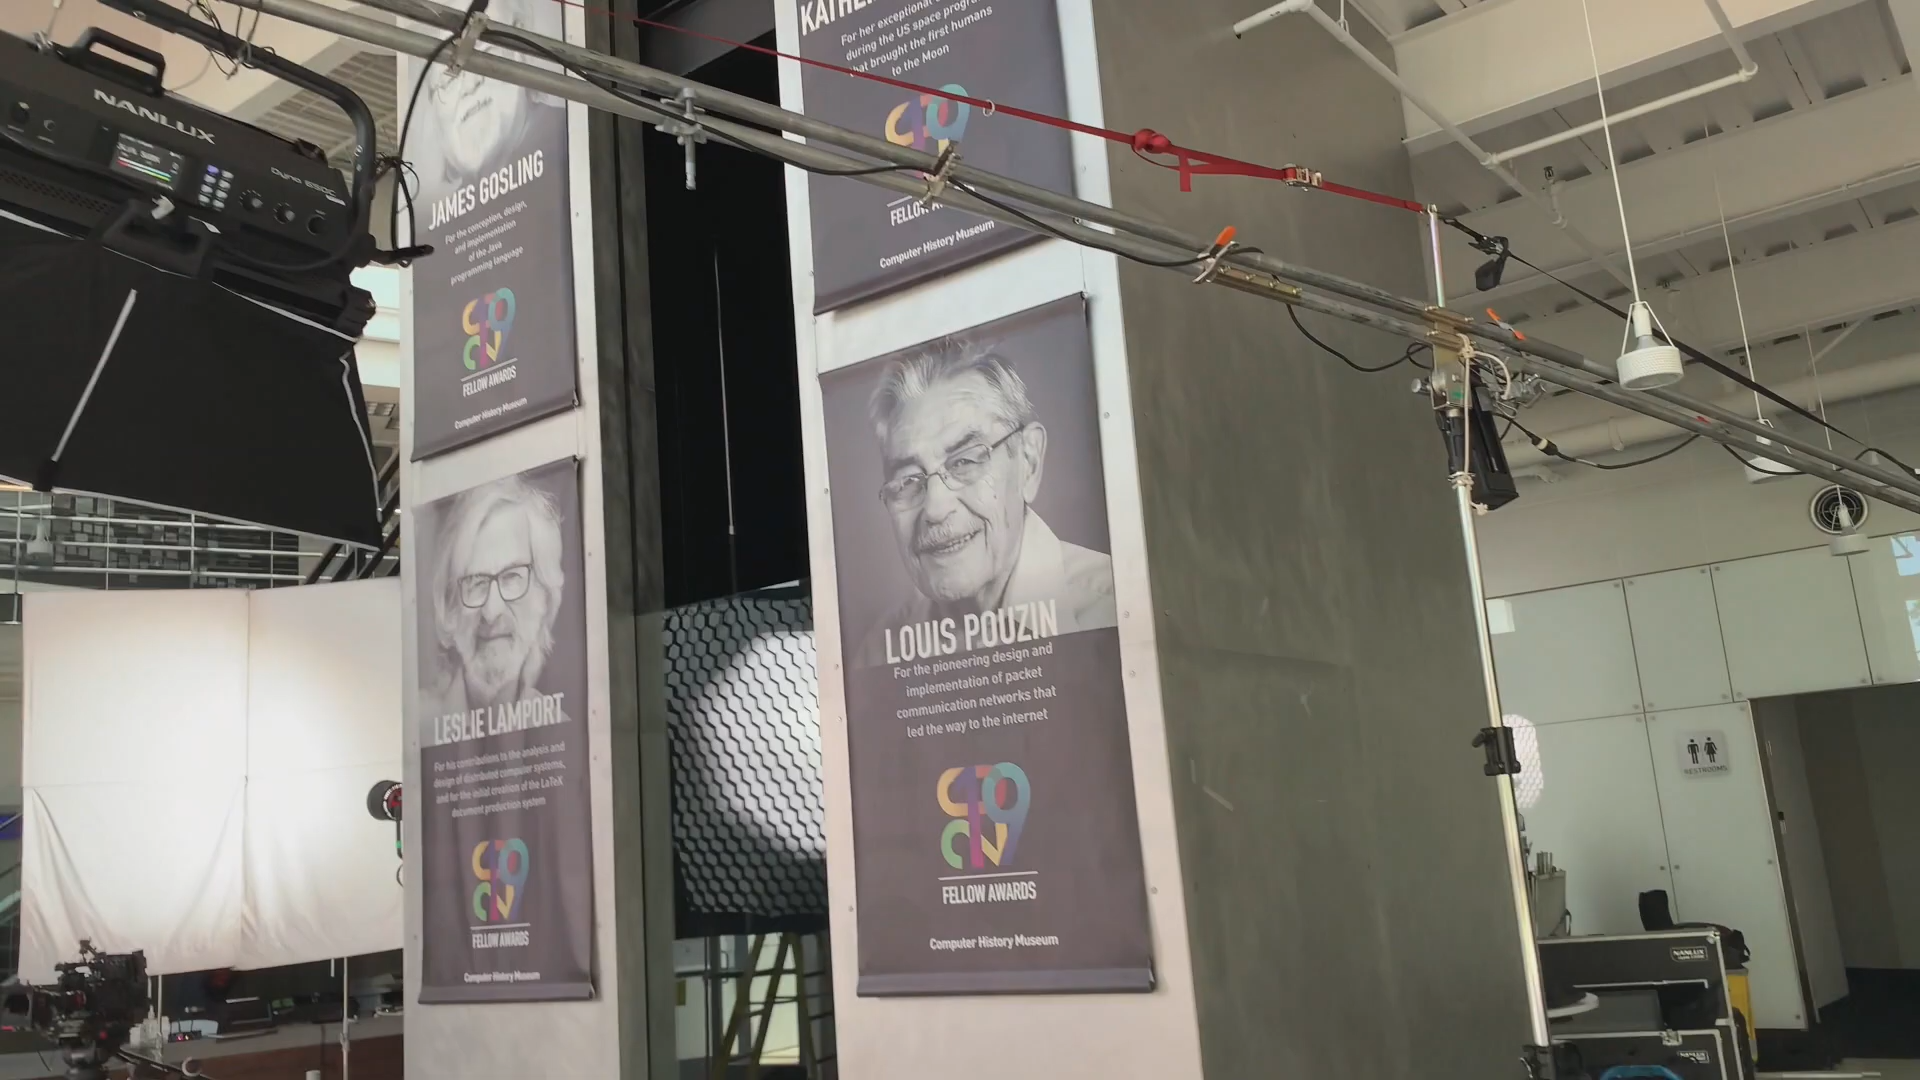 NANLUX
Dyno 650C
JAMES GOSLING
For the conception, design,
and implementation
of the Java
programming language
FELLOW AWARDS
Computer History Museum
LESLIE LAMPORT
For his contributions to the analysis and
design of distributed computer systems,
and for the initial creation of the LaTeX
document production system
FELLOW AWARDS
Computer History Museum
For her exceptional
during the US space
that brought the first humans
to the Moon
Computer History Museum
LOUIS POUZIN
For the pioneering design and
implementation of packet
communication networks that
led the way to the internet
FELLOW AWARDS
Computer History Museum
RESTROOMS
NANLUX
NANLUX